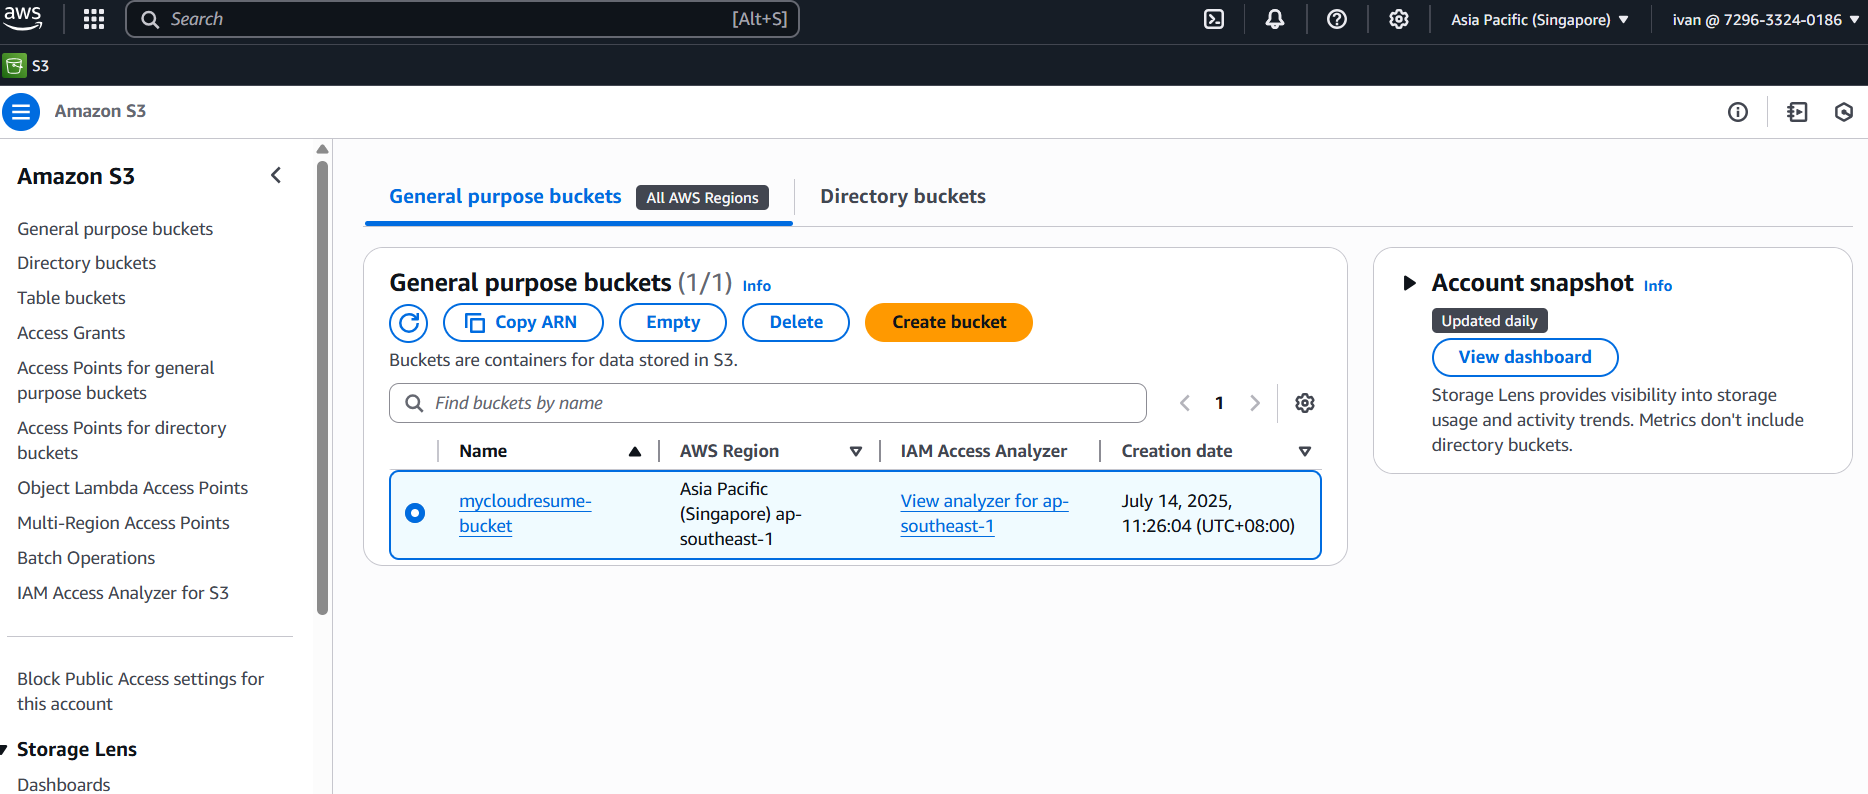 aws
Search
[Alt+S]
Asia Pacific (Singapore)
ivan @ 7296-3324-0186
S3
Amazon S3
Amazon S3
General purpose buckets
Directory buckets
Table buckets
Access Grants
Access Points for general
purpose buckets
Access Points for directory
buckets
Object Lambda Access Points
Multi-Region Access Points
Batch Operations
IAM Access Analyzer for S3
Block Public Access settings for
this account
Storage Lens
Dashboards
General purpose buckets All AWS Regions
Directory buckets
General purpose buckets (1/1) Info
Copy ARN
Empty
Delete
Create bucket
Buckets are containers for data stored in S3.
Find buckets by name
1
Name
AWS Region
IAM Access Analyzer
Creation date
mycloudresume-
bucket
Asia Pacific
(Singapore) ap-
southeast-1
View analyzer for ap-
southeast-1
July 14, 2025,
11:26:04 (UTC+08:00)
Account snapshot Info
Updated daily
View dashboard
Storage Lens provides visibility into storage
usage and activity trends. Metrics don't include
directory buckets.